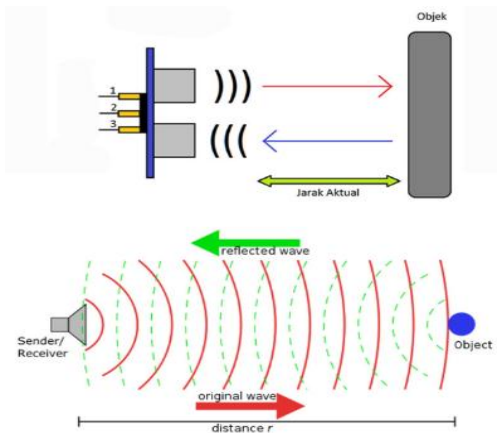 Objek
1
2
3
Jarak Aktual
reflected wave
Sender/
Receiver
Object
original wave
distance r